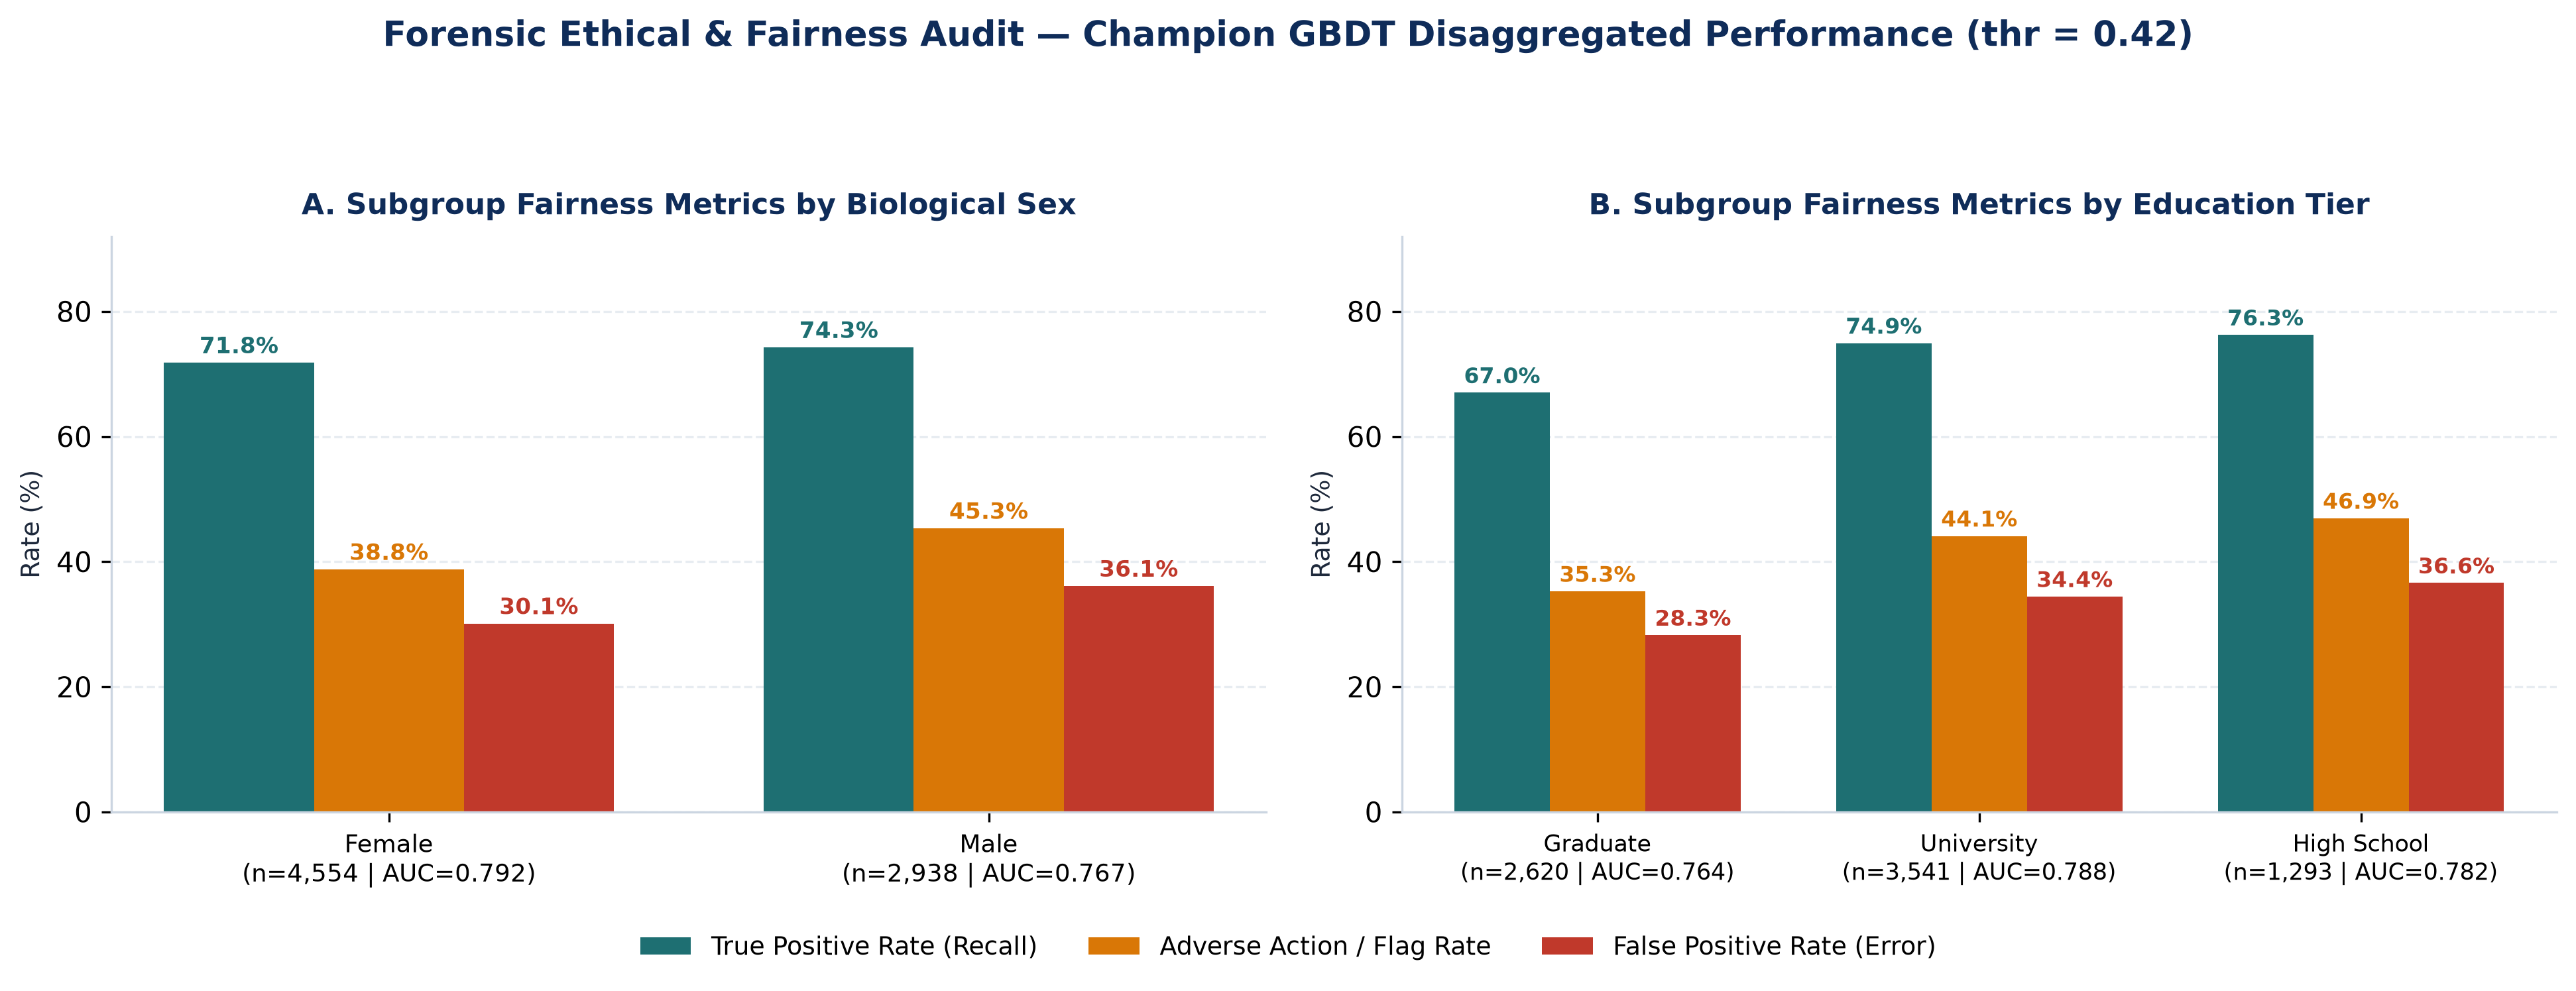 Forensic Ethical & Fairness Audit — Champion GBDT Disaggregated Performance (thr = 0.42)
A. Subgroup Fairness Metrics by Biological Sex
Rate (%)
80
60
40
20
0
71.8%
38.8%
30.1%
74.3%
45.3%
36.1%
Female
(n=4,554 | AUC=0.792)
Male
(n=2,938 | AUC=0.767)
B. Subgroup Fairness Metrics by Education Tier
Rate (%)
80
60
40
20
0
67.0%
35.3%
28.3%
74.9%
44.1%
34.4%
76.3%
46.9%
36.6%
Graduate
(n=2,620 | AUC=0.764)
University
(n=3,541 | AUC=0.788)
High School
(n=1,293 | AUC=0.782)
True Positive Rate (Recall)
Adverse Action / Flag Rate
False Positive Rate (Error)